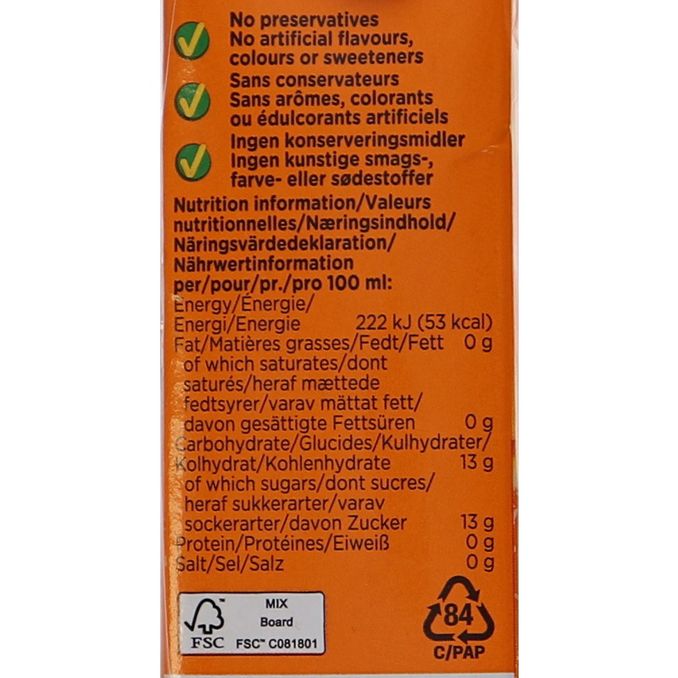 No preservatives
No artificial flavours,
colours or sweeteners
Sans conservateurs
Sans arômes, colorants
ou édulcorants artificiels
Ingen konserveringsmidler
Ingen kunstige smags-,
farve- eller sødestoffer
Nutrition information/Valeurs
nutritionnelles/Næringsindhold/
Näringsvärdedeklaration/
Nährwertinformation
per/pour/pr./pro 100 ml:
Energy/Énergie/
Energi/Energie 222 kJ (53 kcal)
Fat/Matières grasses/Fedt/Fett 0 g
of which saturates/dont
saturés/heraf mættede
fedtsyrer/varav mättat fett/
davon gesättigte Fettsüren 0 g
Carbohydrate/Glucides/Kulhydrater/
Kolhydrat/Kohlenhydrate 13 g
of which sugars/dont sucres/
heraf sukkerarter/varav
sockerarter/davon Zucker 13 g
Protein/Protéines/Eiweiß 0 g
Salt/Sel/Salz 0 g
MIX
Board
FSC FSC™ C081801
84
C/PAP